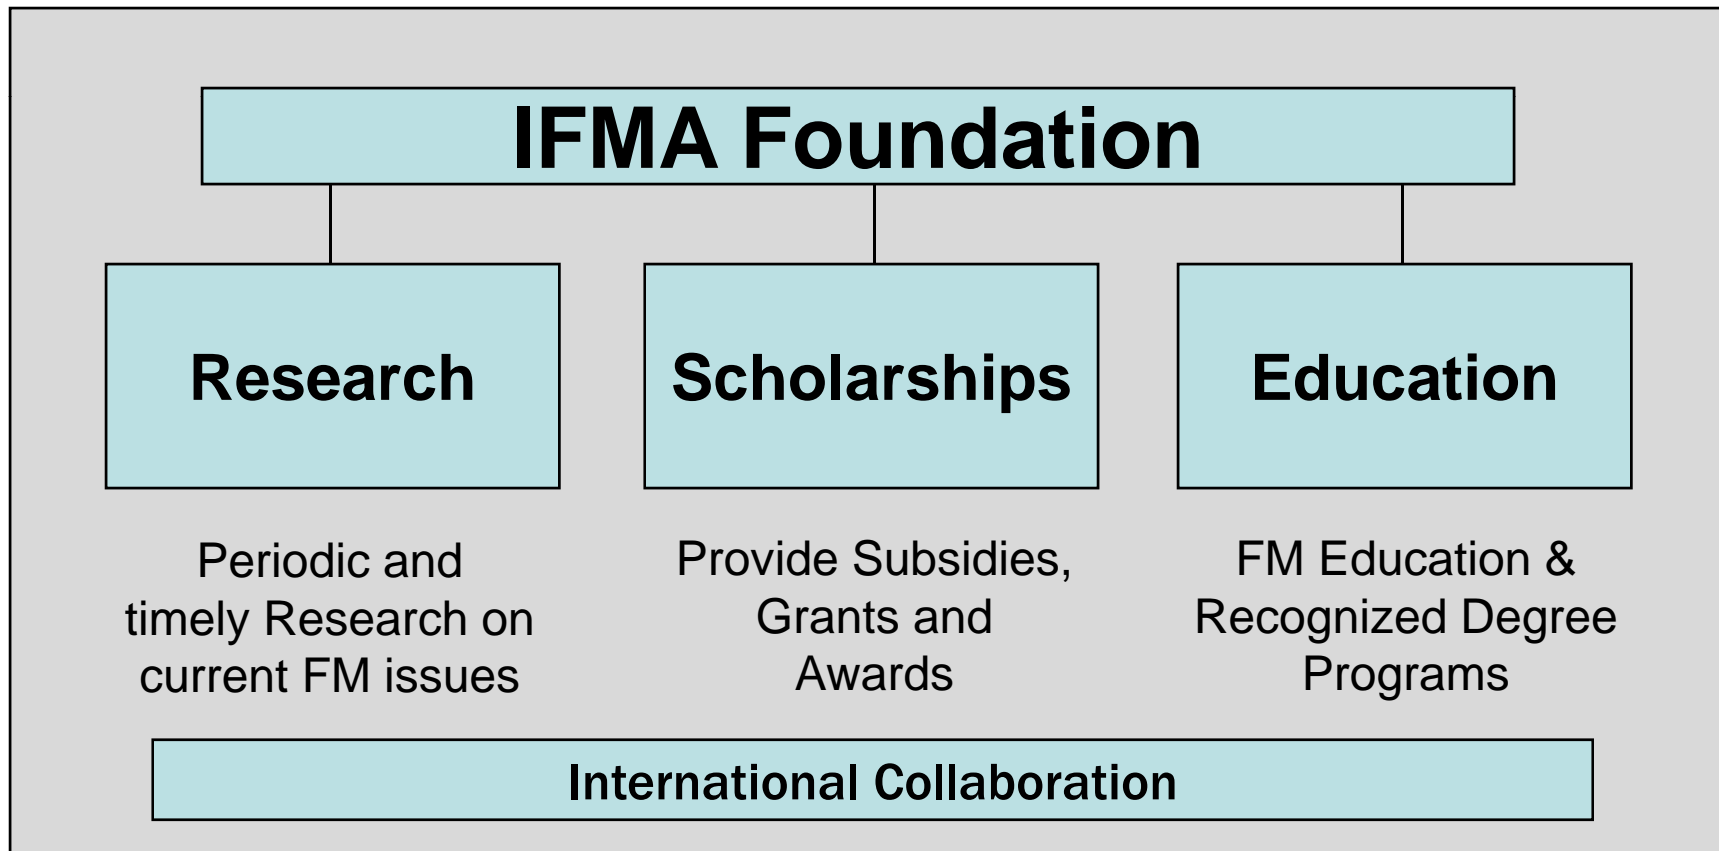 IFMA Foundation
Research
Scholarships
Education
Periodic and
timely Research on
current FM issues
Provide Subsidies,
Grants and
Awards
FM Education &
Recognized Degree
Programs
International Collaboration